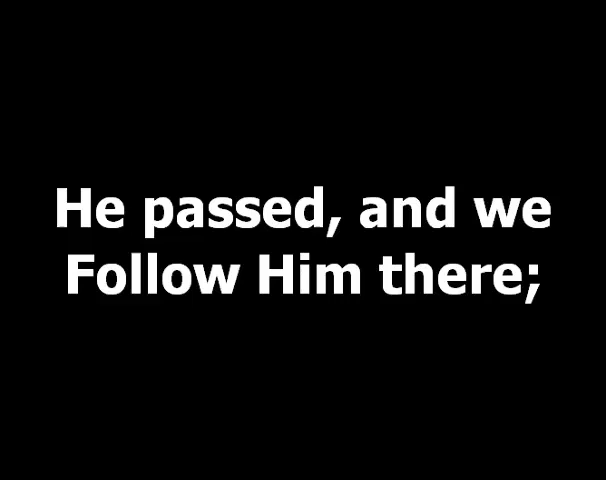 He passed, and we
Follow Him there;